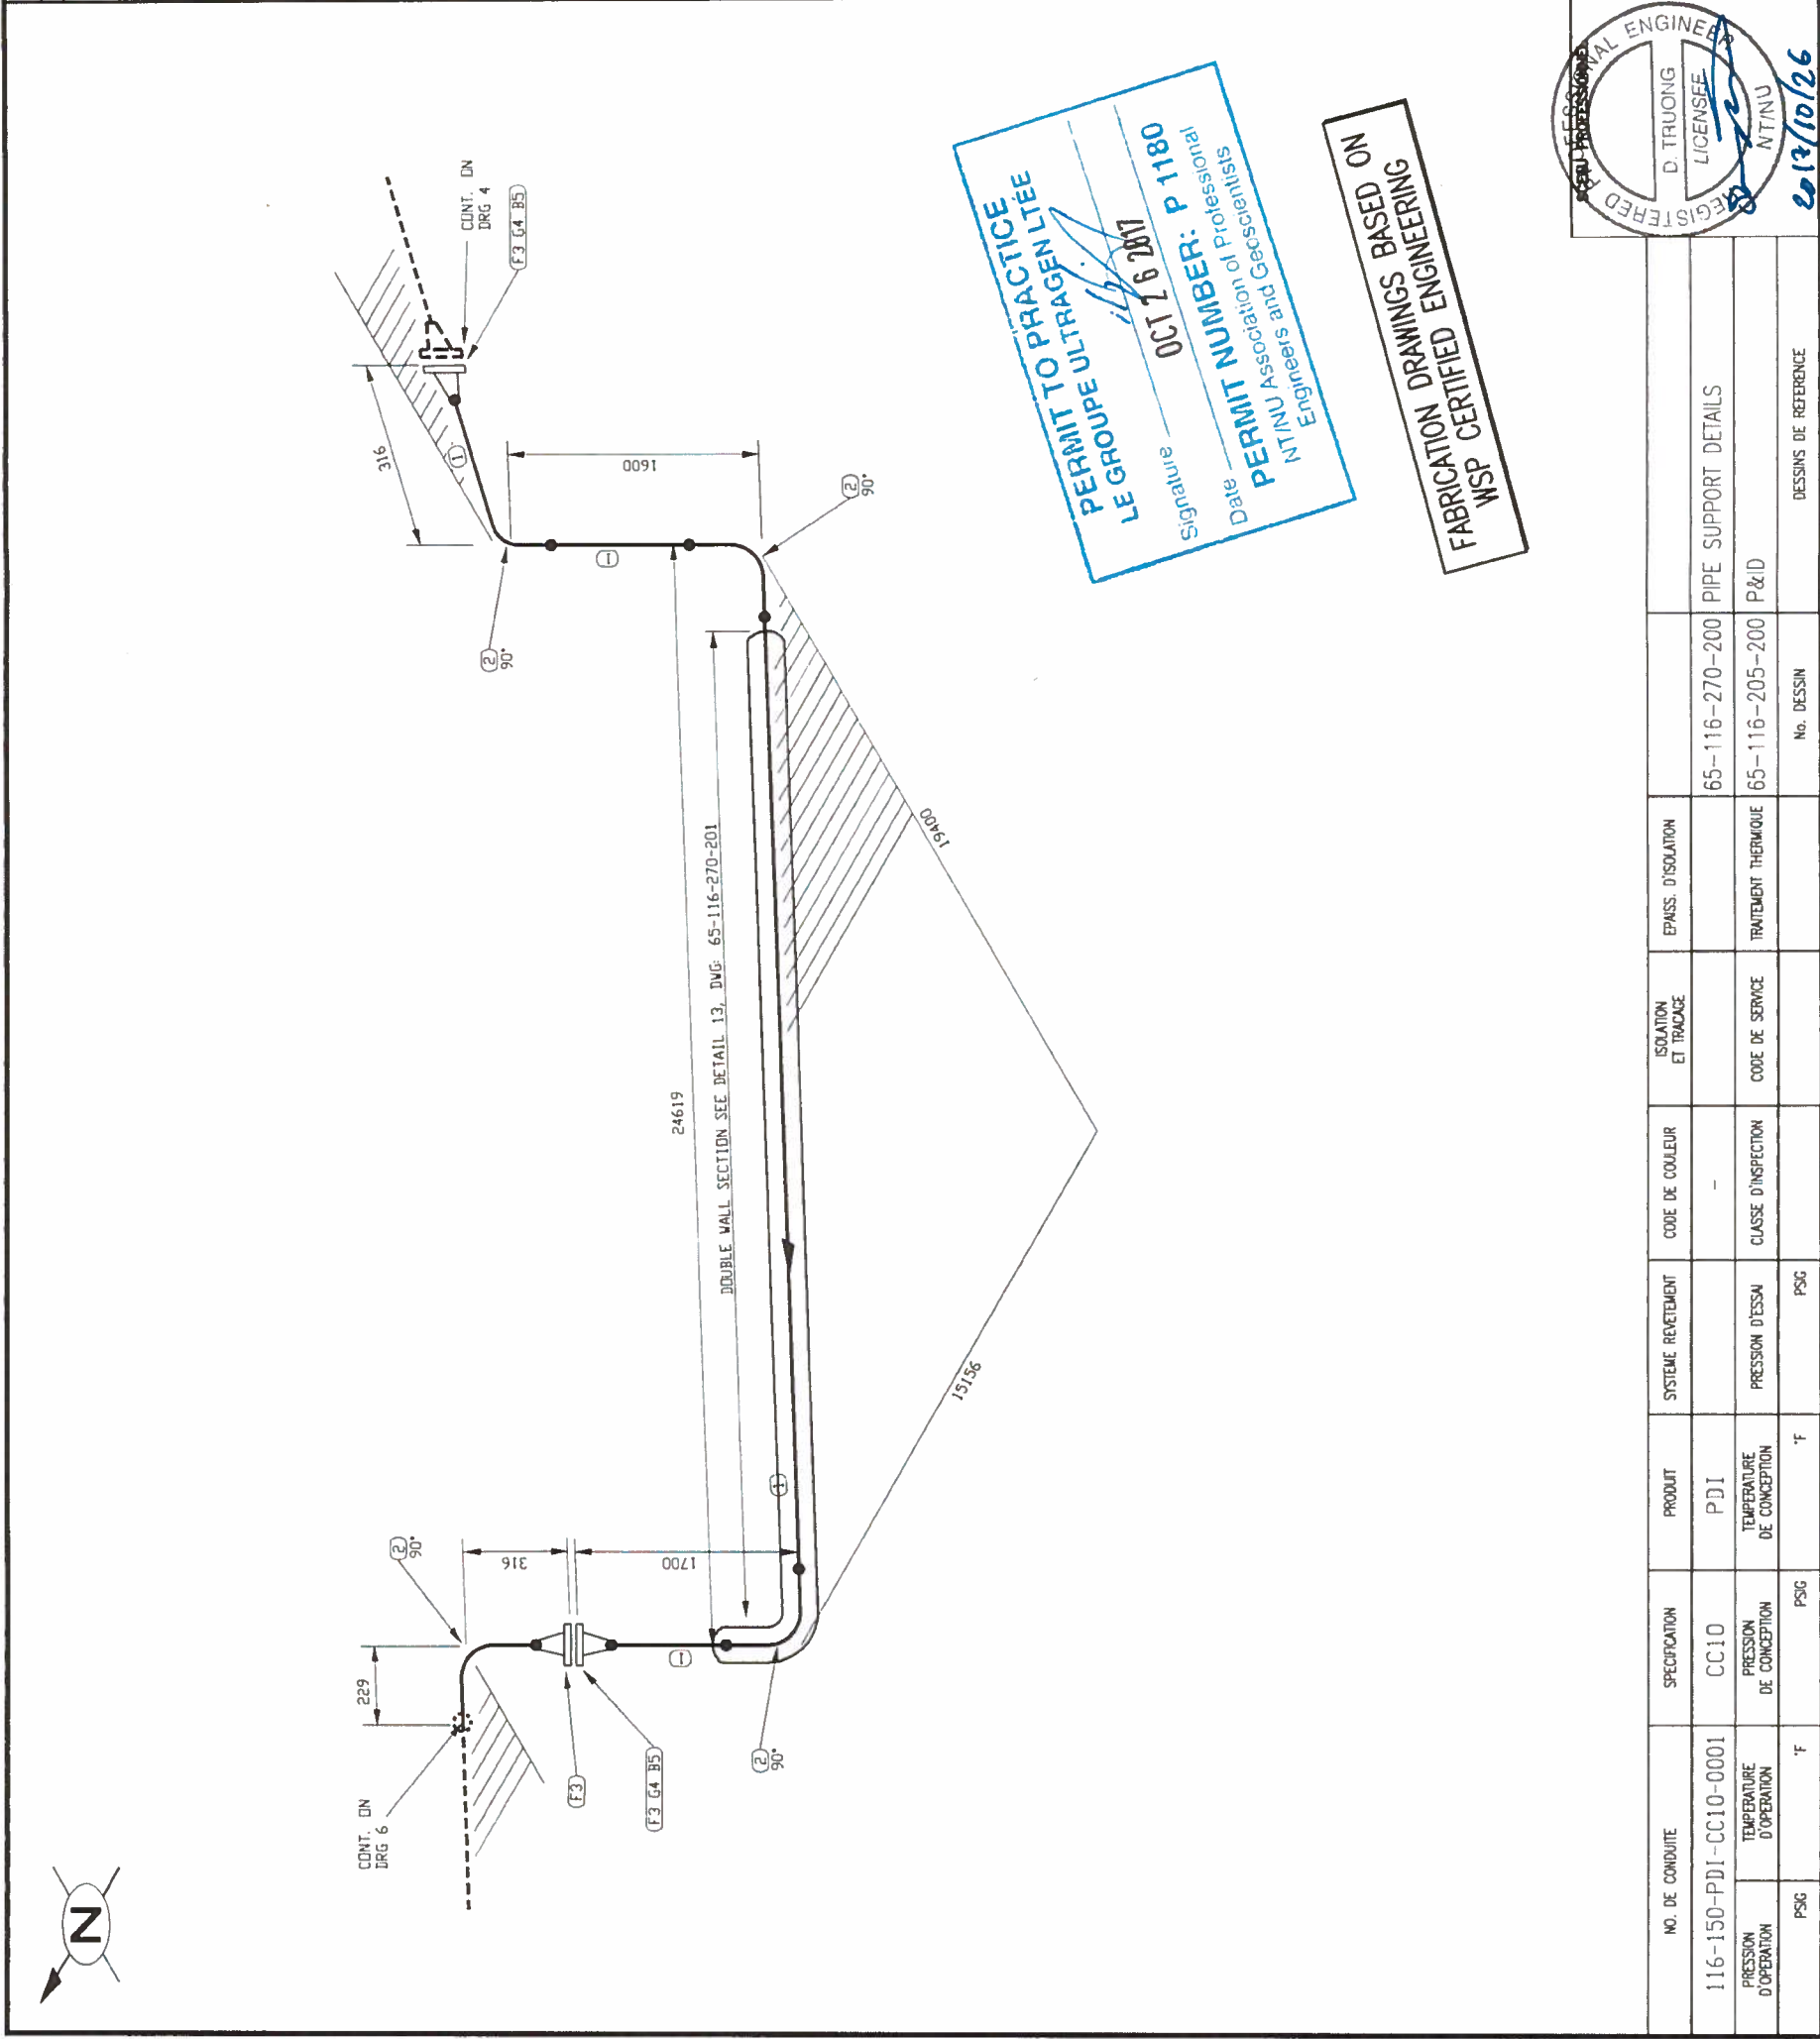 N
CONT. ON
DRG 6
229
2
90°
316
F3
F3 G4 B5
1700
1
2
90°
1
15156
19400
24619
DOUBLE WALL SECTION SEE DETAIL 13, DWG: 65-116-270-201
2
90°
1
1600
2
90°
316
1
CONT. ON
DRG 4
F3 G4 B5
PERMIT TO PRACTICE
LE GROUPE ULTRAGEN LTÉE
Signature
OCT 26 2017
Date
PERMIT NUMBER: P 1180
NT/NU Association of Professional
Engineers and Geoscientists
FABRICATION DRAWINGS BASED ON
WSP CERTIFIED ENGINEERING
NO. DE CONDUITE SPECIFICATION PRODUIT SYSTEME REVETEMENT CODE DE COULEUR ISOLATION ET TRACAGE EPAISS. D'ISOLATION
116-150-PDI-CC10-0001 CC10 PDI - 65-116-270-200 PIPE SUPPORT DETAILS
PRESSION D'OPERATION TEMPERATURE D'OPERATION PRESSION DE CONCEPTION TEMPERATURE DE CONCEPTION PRESSION D'ESSAI CLASSE D'INSPECTION CODE DE SERVICE TRAITEMENT THERMIQUE 65-116-205-200 P&ID
PSIG °F PSIG °F PSIG No. DESSIN DESSINS DE REFERENCE
SCEAU PROFESSIONNEL
REGISTERED PROFESSIONAL ENGINEER
D. TRUONG
LICENSEE
NT/NU
2017/10/26